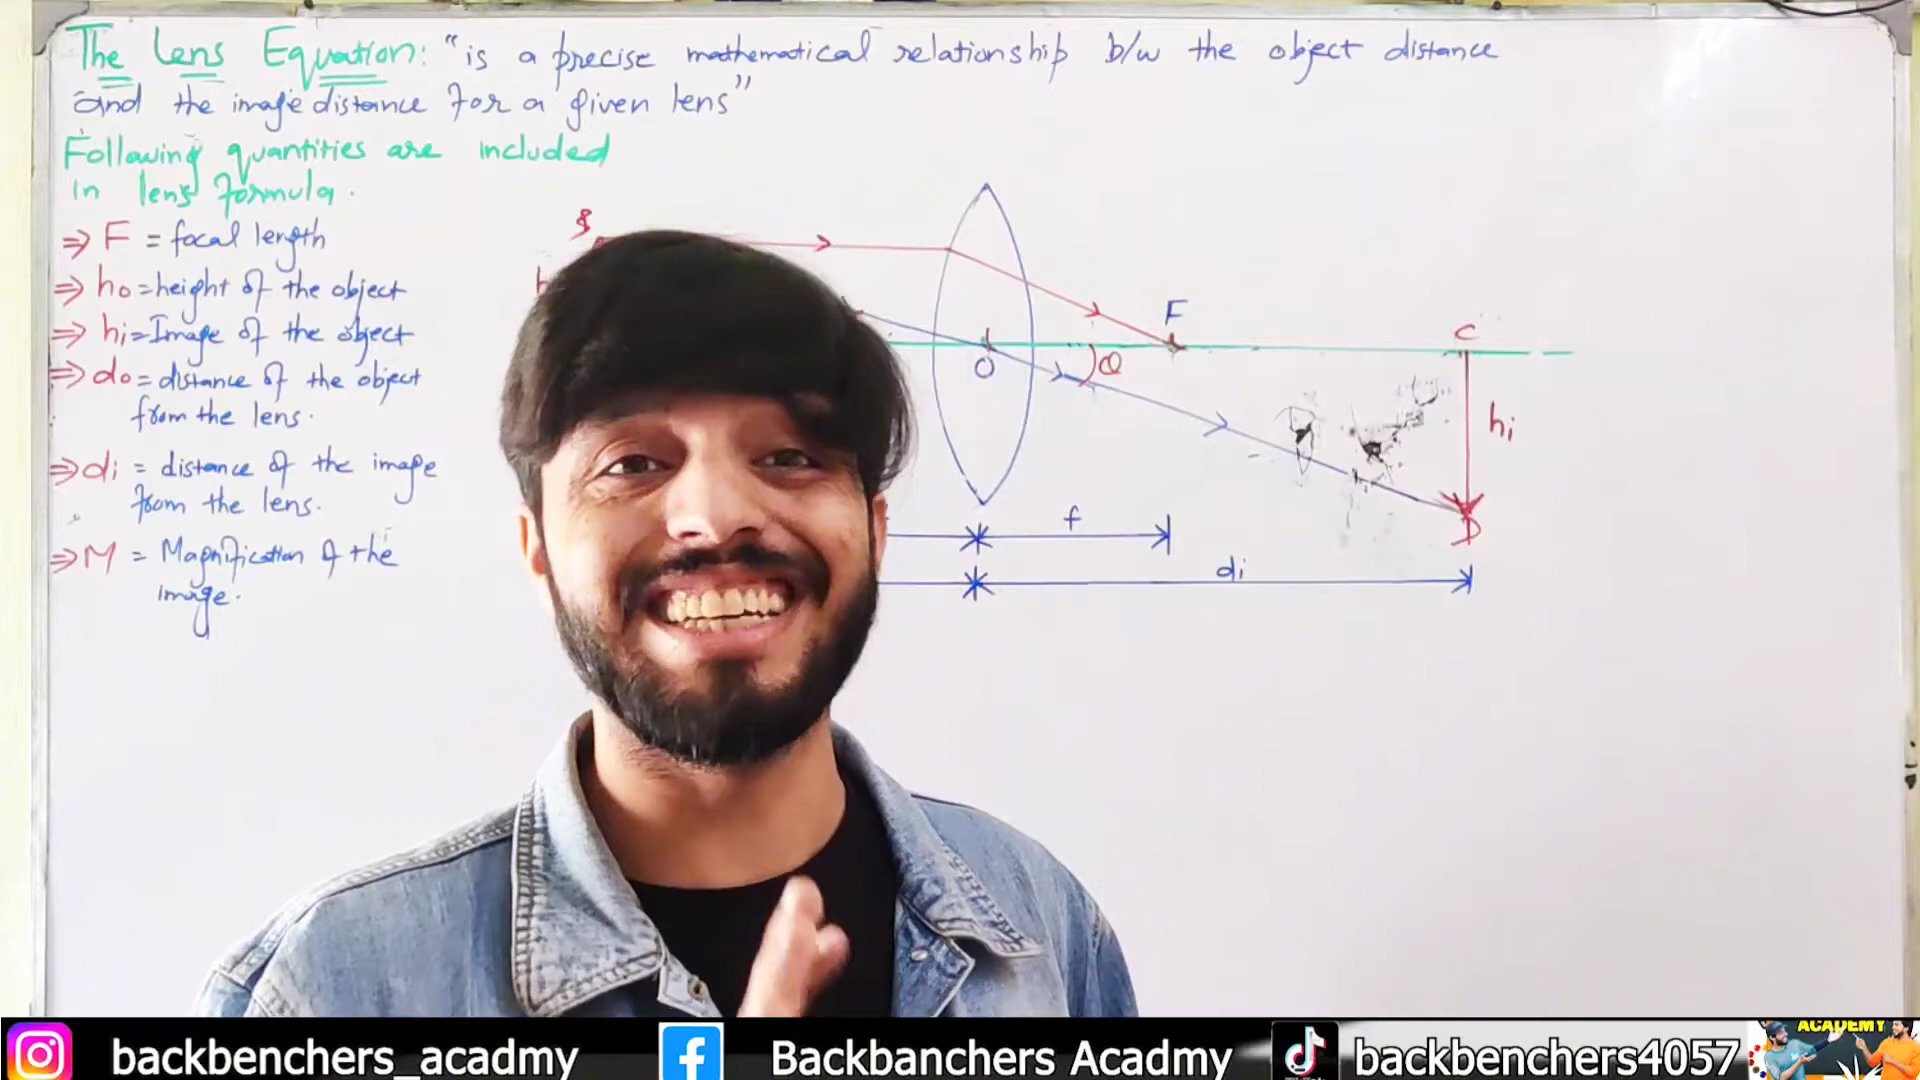 The Lens Equation: "is a precise mathematical relationship b/w the object distance
and the image distance for a given lens"
Following quantities are included
in lens formula.
⇒ F = focal length
⇒ ho = height of the object
⇒ hi = Image of the object
⇒ do = distance of the object
from the lens.
⇒ di = distance of the image
from the lens.
⇒ M = Magnification of the
image.
B
h
F
C
O
θ
hi
D
f
di
backbenchers_acadmy
Backbanchers Acadmy
backbenchers4057
ACADEMY